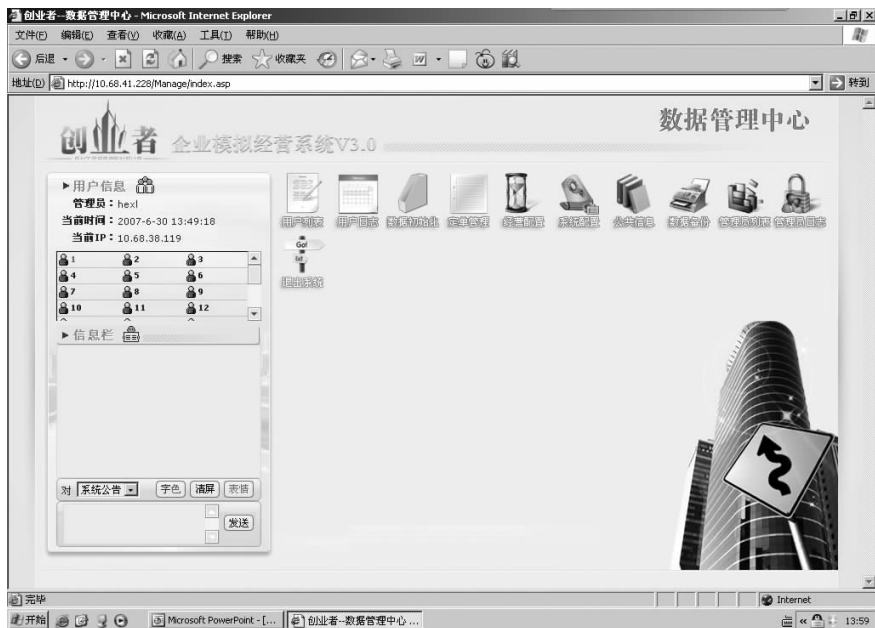 创业者--数据管理中心 - Microsoft Internet Explorer
文件(F) 编辑(E) 查看(V) 收藏(A) 工具(T) 帮助(H)
后退 搜索 收藏夹
地址(D) http://10.68.41.228/Manage/index.asp 转到
创业者 企业模拟经营系统V3.0
数据管理中心
用户信息
管理员：hexl
当前时间：2007-6-30 13:49:18
当前IP：10.68.38.119
1 2 3
4 5 6
7 8 9
10 11 12
信息栏
对 系统公告 字色 清屏 表情
发送
用户列表 用户日志 数据初始化 定单管理 经营配置 系统配置 公共信息 数据备份 管理员列表 管理员日志
Go!
退出系统
完毕 Internet
开始 Microsoft PowerPoint - [... 创业者--数据管理中心 ... 13:59